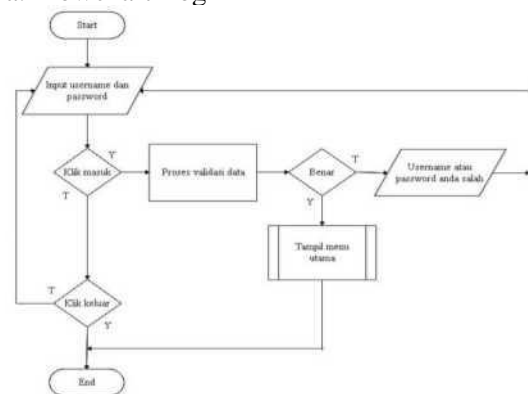 Start
Input username dan
password
Klik masuk
Y
T
Proses validasi data
Benar
T
Y
Username atau
password anda salah
Tampil menu
utama
T
Klik keluar
Y
End